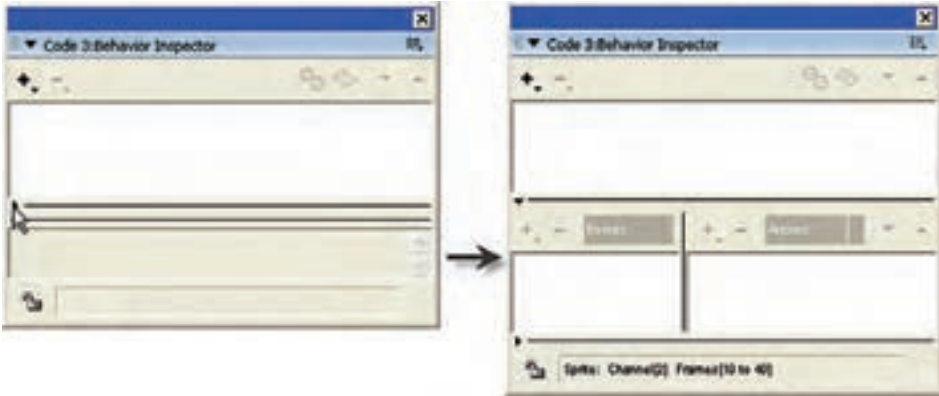 Code 3:Behavior Inspector
Code 3:Behavior Inspector
Events
Actions
Sprite: Channel[2] Frames[10 to 40]